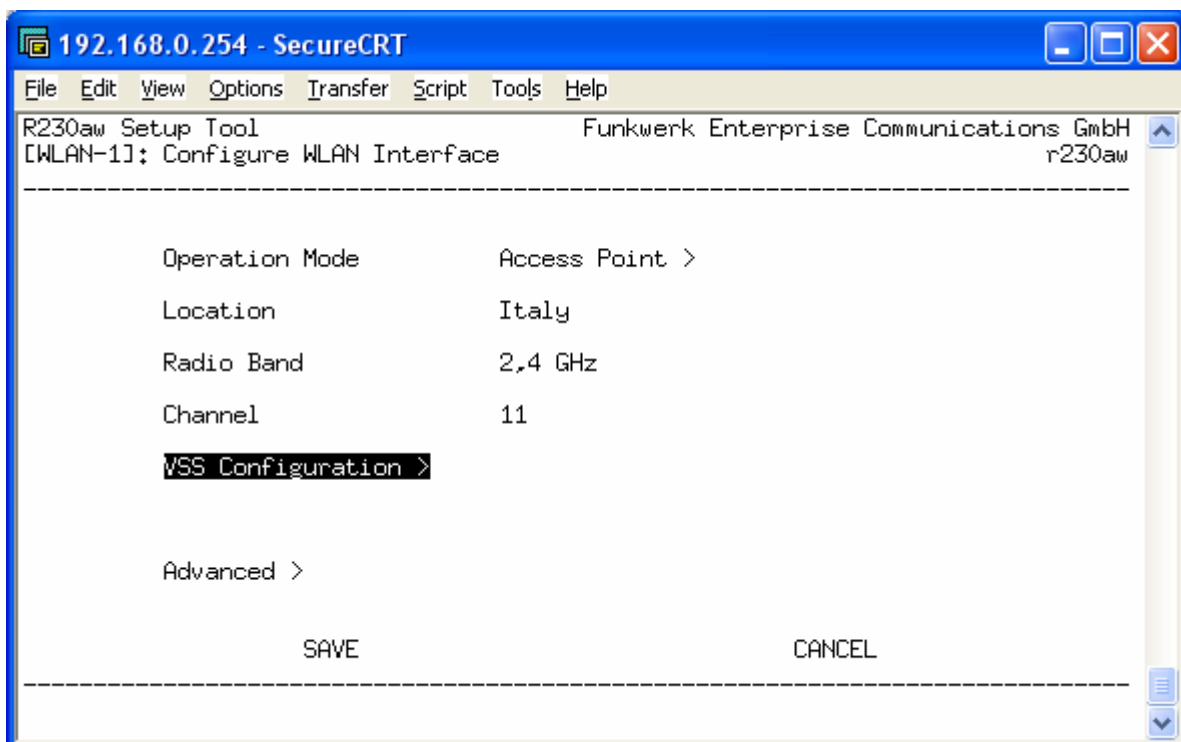 192.168.0.254 - SecureCRT
File Edit View Options Transfer Script Tools Help
R230aw Setup Tool Funkwerk Enterprise Communications GmbH
[WLAN-1]: Configure WLAN Interface r230aw
Operation Mode Access Point >
Location Italy
Radio Band 2,4 GHz
Channel 11
VSS Configuration >
Advanced >
SAVE CANCEL